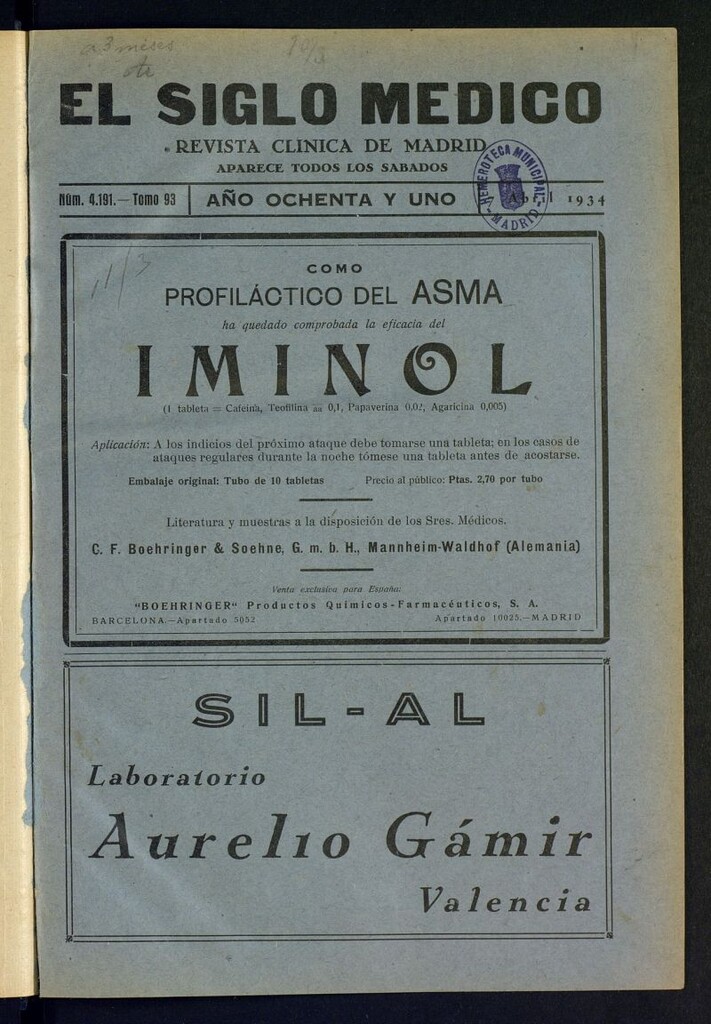 a 3 meses
EL SIGLO MEDICO
REVISTA CLINICA DE MADRID
APARECE TODOS LOS SABADOS
Núm. 4.191.—Tomo 93 AÑO OCHENTA Y UNO 7 Abril 1934
HEMEROTECA MUNICIPAL
MADRID
11/3
COMO
PROFILÁCTICO DEL ASMA
ha quedado comprobada la eficacia del
IMINOL
(1 tableta = Cafeína, Teofilina aa 0,1, Papaverina 0,02, Agaricina 0,005)
Aplicación: A los indicios del próximo ataque debe tomarse una tableta; en los casos de
ataques regulares durante la noche tómese una tableta antes de acostarse.
Embalaje original: Tubo de 10 tabletas Precio al público: Ptas. 2,70 por tubo
Literatura y muestras a la disposición de los Sres. Médicos.
C. F. Boehringer & Soehne, G. m. b. H., Mannheim-Waldhof (Alemania)
Venta exclusiva para España:
"BOEHRINGER" Productos Químicos-Farmacéuticos, S. A.
BARCELONA.—Apartado 5052 Apartado 10025.—MADRID
SIL-AL
Laboratorio
Aurelio Gámir
Valencia